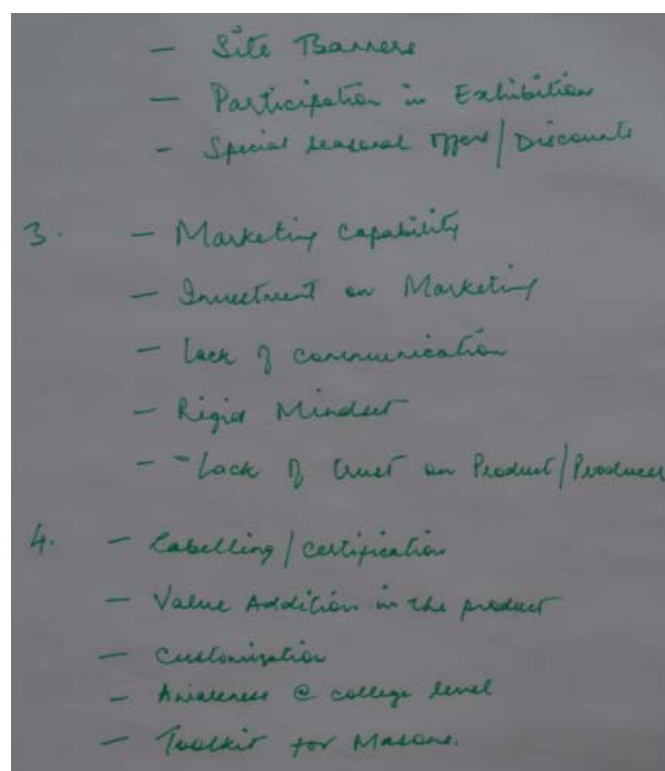 - Site Banners
- Participation in Exhibition
- Special seasonal offers/Discounts
3. - Marketing capability
- Investment on Marketing
- Lack of communication
- Rigid Mindset
- - Lack of trust on Product/Producer
4. - Labelling/certification
- Value Addition in the product
- Customization
- Awareness @ college level
- Toolkit for Masons.